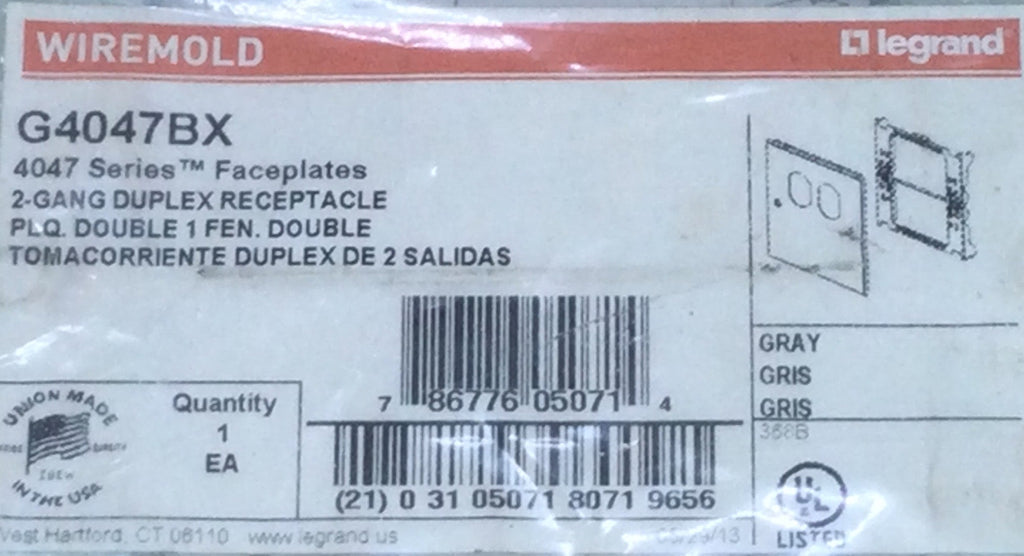 WIREMOLD
legrand
G4047BX
4047 Series™ Faceplates
2-GANG DUPLEX RECEPTACLE
PLQ. DOUBLE 1 FEN. DOUBLE
TOMACORRIENTE DUPLEX DE 2 SALIDAS
GRAY
GRIS
GRIS
368B
7 86776 05071 4
UNION MADE
IBEW
IN THE USA
Quantity
1
EA
(21) 0 31 05071 8071 9656
UL
LISTED
West Hartford, CT 06110 www.legrand.us